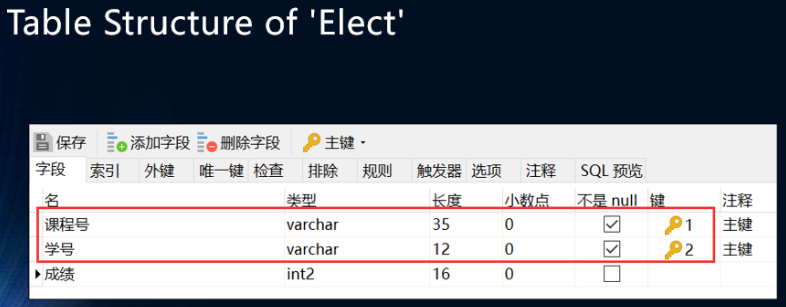 Table Structure of 'Elect'
保存 添加字段 删除字段 主键
字段 索引 外键 唯一键 检查 排除 规则 触发器 选项 注释 SQL 预览
名 类型 长度 小数点 不是 null 键 注释
课程号 varchar 35 0 1 主键
学号 varchar 12 0 2 主键
成绩 int2 16 0